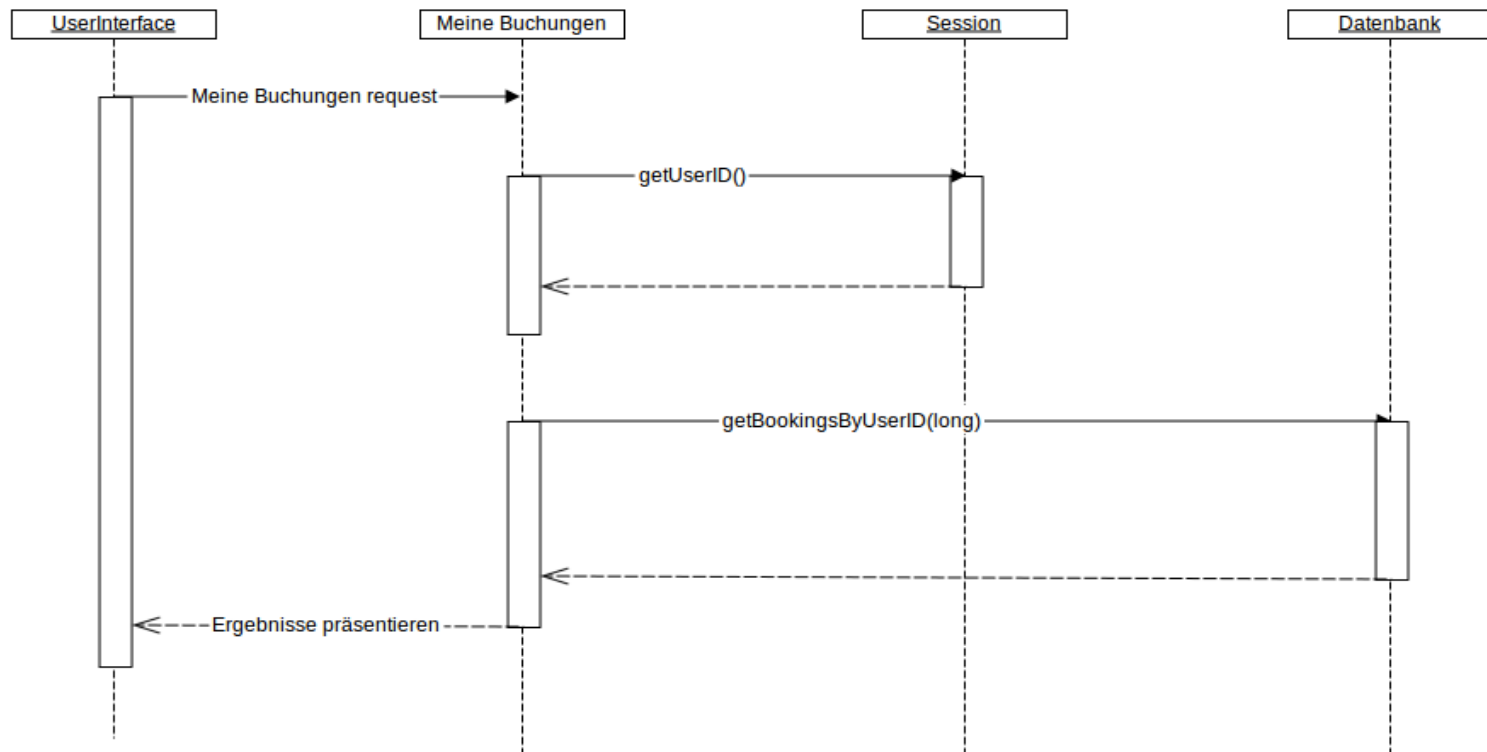 UserInterface
Meine Buchungen
Session
Datenbank
Meine Buchungen request
getUserID()
getBookingsByUserID(long)
Ergebnisse präsentieren